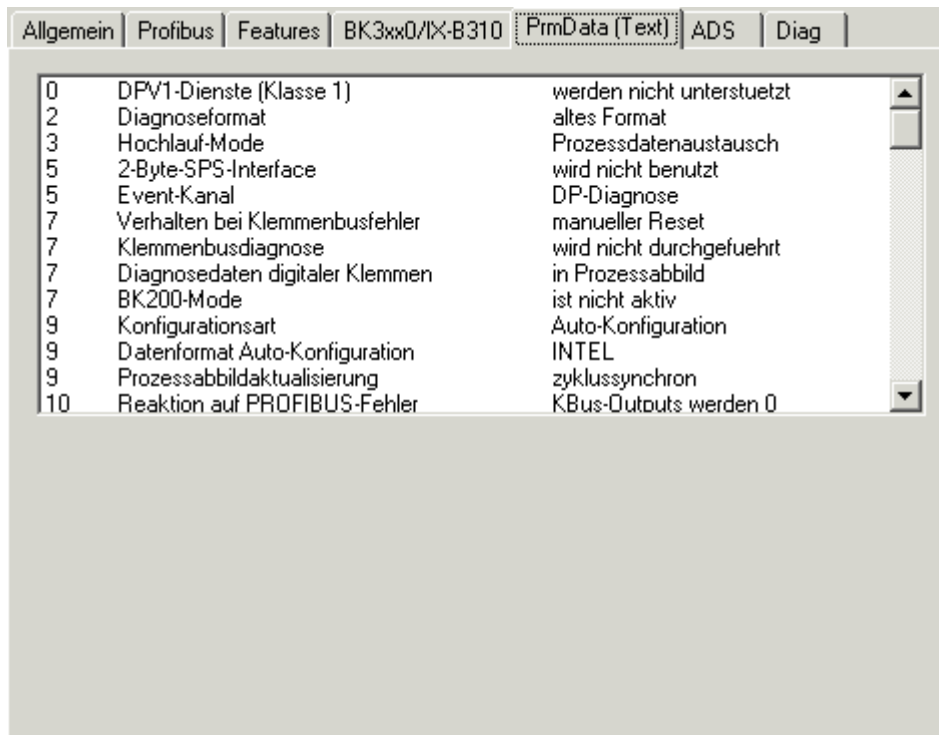 Allgemein Profibus Features BK3xx0/IX-B310 PrmData (Text) ADS Diag
0 DPV1-Dienste (Klasse 1) werden nicht unterstuetzt
2 Diagnoseformat altes Format
3 Hochlauf-Mode Prozessdatenaustausch
5 2-Byte-SPS-Interface wird nicht benutzt
5 Event-Kanal DP-Diagnose
7 Verhalten bei Klemmenbusfehler manueller Reset
7 Klemmenbusdiagnose wird nicht durchgefuehrt
7 Diagnosedaten digitaler Klemmen in Prozessabbild
7 BK200-Mode ist nicht aktiv
9 Konfigurationsart Auto-Konfiguration
9 Datenformat Auto-Konfiguration INTEL
9 Prozessabbildaktualisierung zyklussynchron
10 Reaktion auf PROFIBUS-Fehler KBus-Outputs werden 0